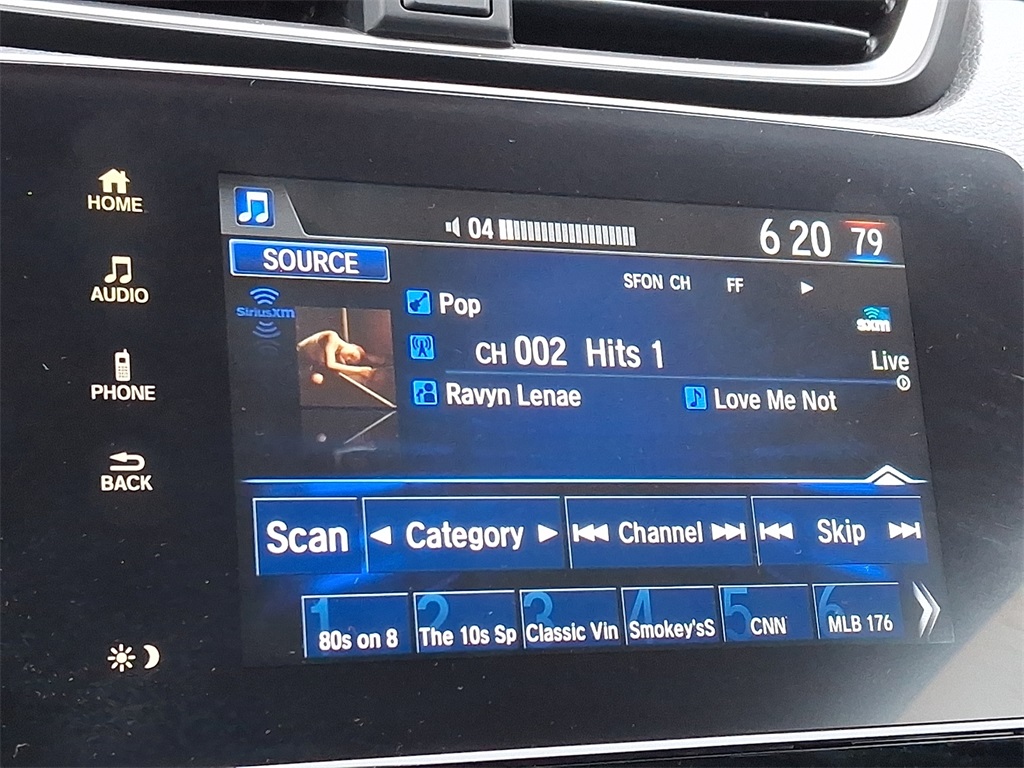 HOME
AUDIO
PHONE
BACK
04
6 20 79
SOURCE
SFON CH FF
SiriusXM
Pop
sxm
CH 002 Hits 1
Live
Ravyn Lenae Love Me Not
Scan Category Channel Skip
1 80s on 8
2 The 10s Sp
3 Classic Vin
4 Smokey'sS
5 CNN
6 MLB 176